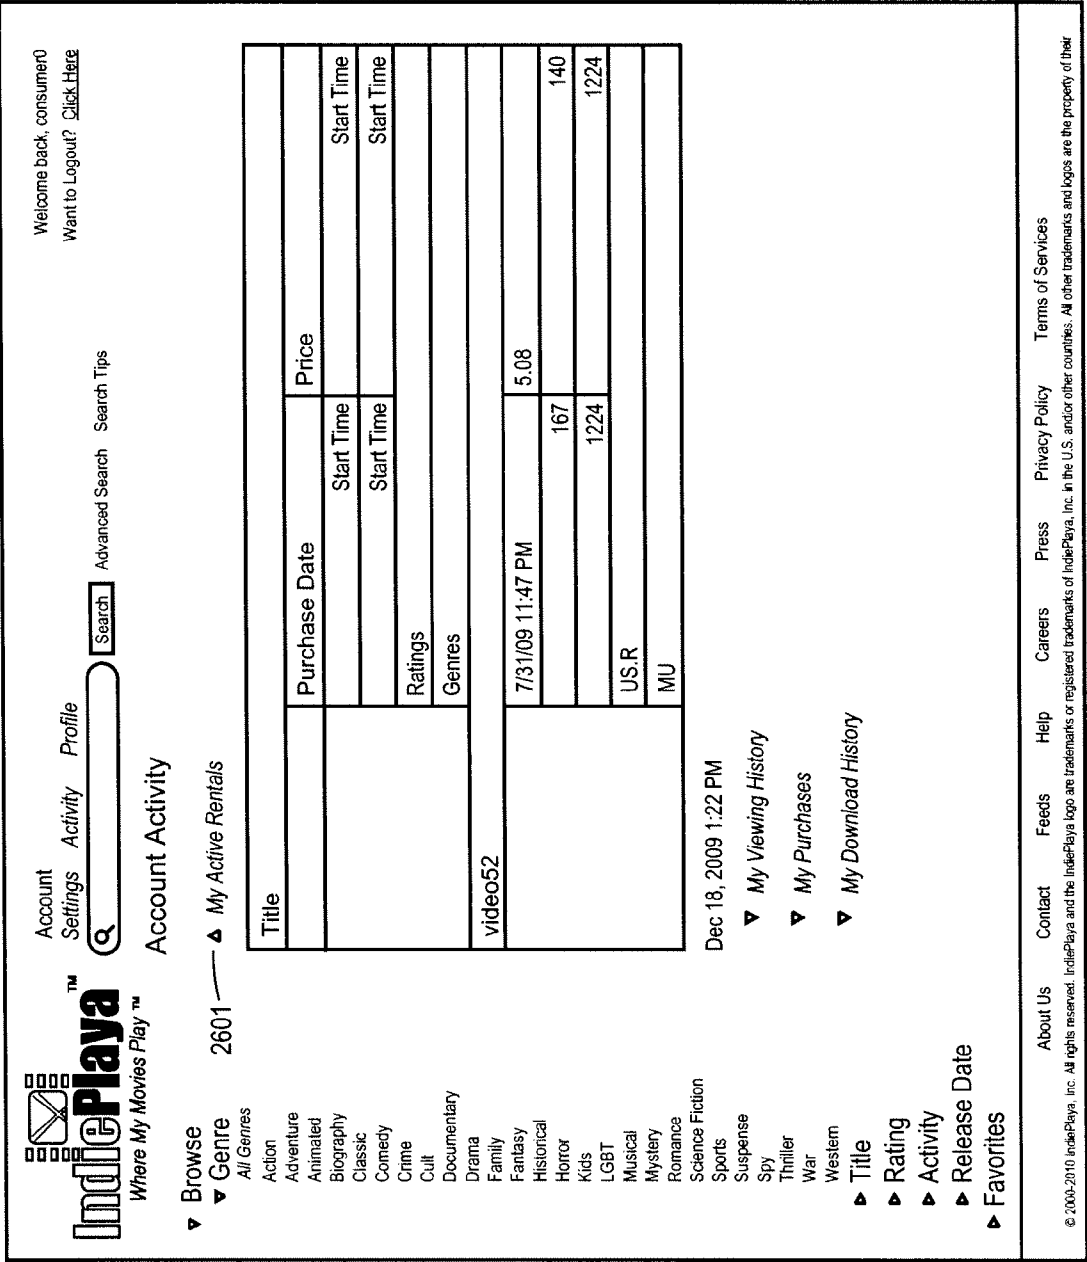 IndiePlaya ™
Where My Movies Play ™
Account
Settings Activity Profile
Search Advanced Search Search Tips
Welcome back, consumer0
Want to Logout? Click Here
Browse
Genre
All Genres
Action
Adventure
Animated
Biography
Classic
Comedy
Crime
Cult
Documentary
Drama
Family
Fantasy
Historical
Horror
Kids
LGBT
Musical
Mystery
Romance
Science Fiction
Sports
Suspense
Spy
Thriller
War
Western
Title
Rating
Activity
Release Date
Favorites
Account Activity
2601
My Active Rentals
Title
Purchase Date Price
Start Time Start Time
Start Time Start Time
Ratings
Genres
video52
7/31/09 11:47 PM 5.08
167 140
1224 1224
US.R
MU
Dec 18, 2009 1:22 PM
My Viewing History
My Purchases
My Download History
About Us Contact Feeds Help Careers Press Privacy Policy Terms of Services
© 2000-2010 IndiePlaya, Inc. All rights reserved. IndiePlaya and the IndiePlaya logo are trademarks or registered trademarks of IndiePlaya, Inc. in the U.S. and/or other countries. All other trademarks and logos are the property of their